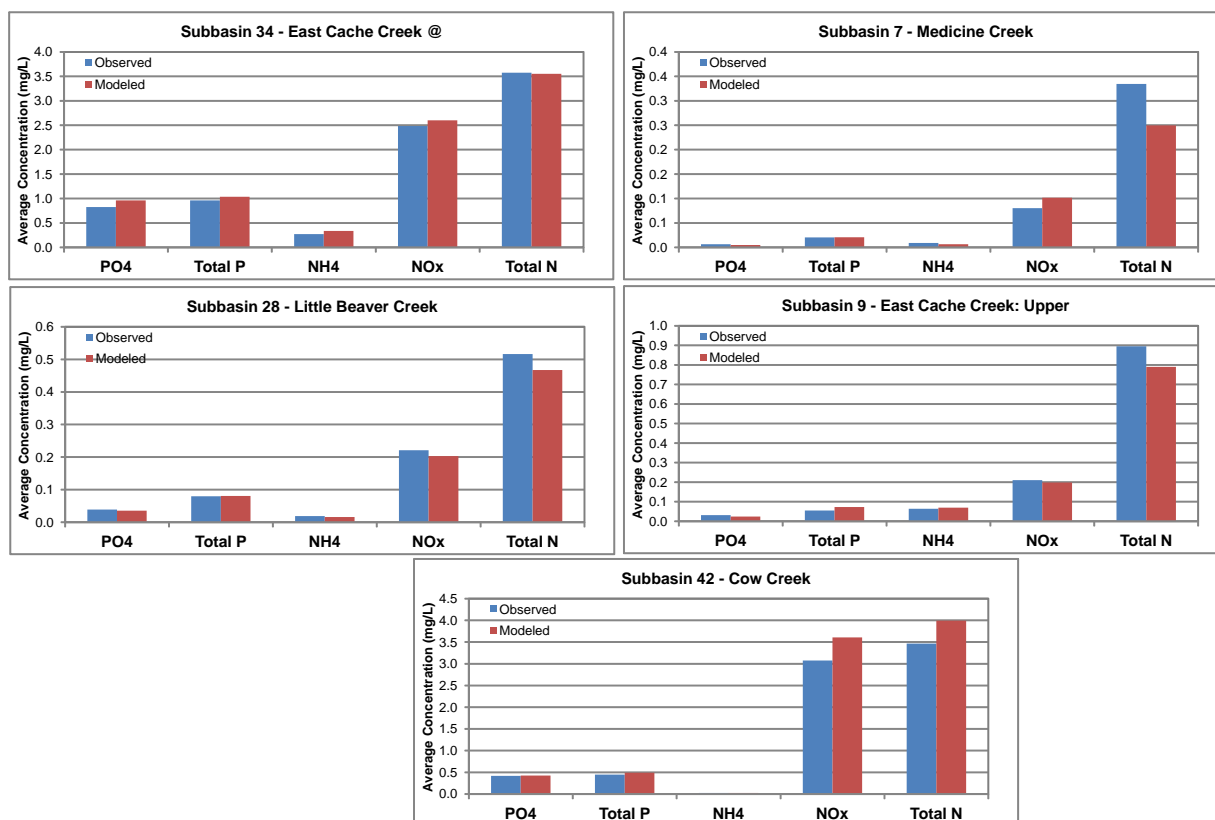 Subbasin 34 - East Cache Creek @
Average Concentration (mg/L)
4.0
3.5
3.0
2.5
2.0
1.5
1.0
0.5
0.0
Observed
Modeled
PO4 Total P NH4 NOx Total N
Subbasin 7 - Medicine Creek
Average Concentration (mg/L)
0.4
0.4
0.3
0.3
0.2
0.2
0.1
0.1
0.0
Observed
Modeled
PO4 Total P NH4 NOx Total N
Subbasin 28 - Little Beaver Creek
Average Concentration (mg/L)
0.6
0.5
0.4
0.3
0.2
0.1
0.0
Observed
Modeled
PO4 Total P NH4 NOx Total N
Subbasin 9 - East Cache Creek: Upper
Average Concentration (mg/L)
1.0
0.9
0.8
0.7
0.6
0.5
0.4
0.3
0.2
0.1
0.0
Observed
Modeled
PO4 Total P NH4 NOx Total N
Subbasin 42 - Cow Creek
Average Concentration (mg/L)
4.5
4.0
3.5
3.0
2.5
2.0
1.5
1.0
0.5
0.0
Observed
Modeled
PO4 Total P NH4 NOx Total N